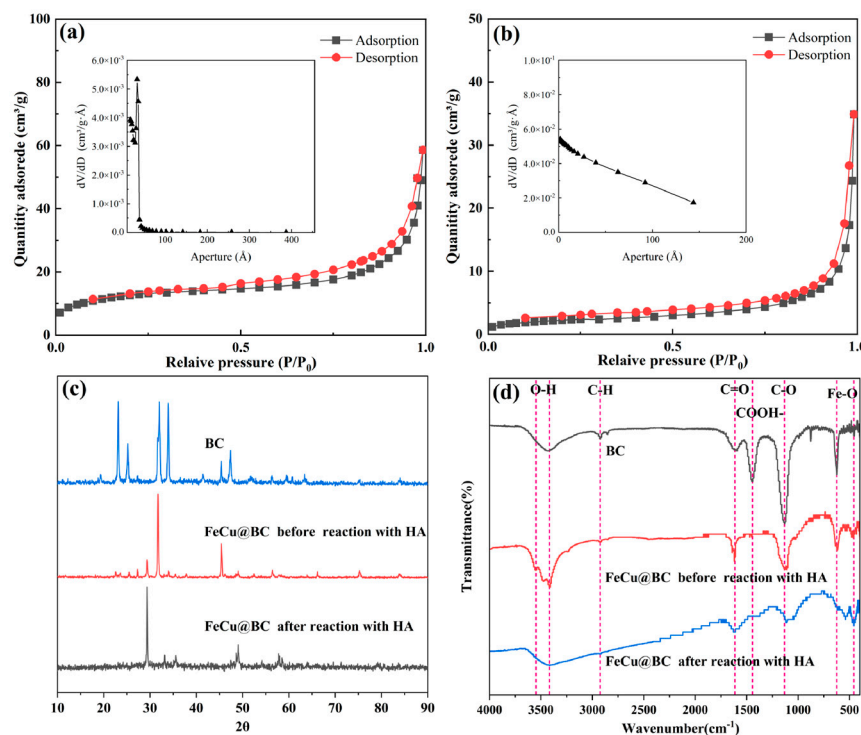 (a)
Adsorption
Desorption
Quanitity adsorede (cm³/g)
100
80
60
40
20
0
0.0
0.5
1.0
Relaive pressure (P/P₀)
dV/dD (cm³/g·Å)
6.0×10⁻³
5.0×10⁻³
4.0×10⁻³
3.0×10⁻³
2.0×10⁻³
1.0×10⁻³
0.0
100
200
300
400
Aperture (Å)
(b)
Adsorption
Desorption
Quanitity adsorede (cm³/g)
50
45
40
35
30
25
20
15
10
5
0
0.0
0.5
1.0
Relaive pressure (P/P₀)
dV/dD (cm³/g·Å)
1.0×10⁻¹
8.0×10⁻²
6.0×10⁻²
4.0×10⁻²
2.0×10⁻²
0.0
0
100
200
Aperture (Å)
(c)
BC
FeCu@BC before reaction with HA
FeCu@BC after reaction with HA
10
20
30
40
50
60
70
80
90
2θ
(d)
O-H
C-H
C=O
C-O
Fe-O
COOH-
BC
FeCu@BC before reaction with HA
FeCu@BC after reaction with HA
Transmittance(%)
4000
3500
3000
2500
2000
1500
1000
500
Wavenumber(cm⁻¹)